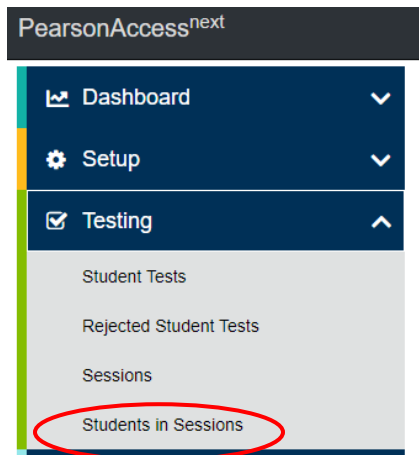 PearsonAccessnext
Dashboard
Setup
Testing
Student Tests
Rejected Student Tests
Sessions
Students in Sessions